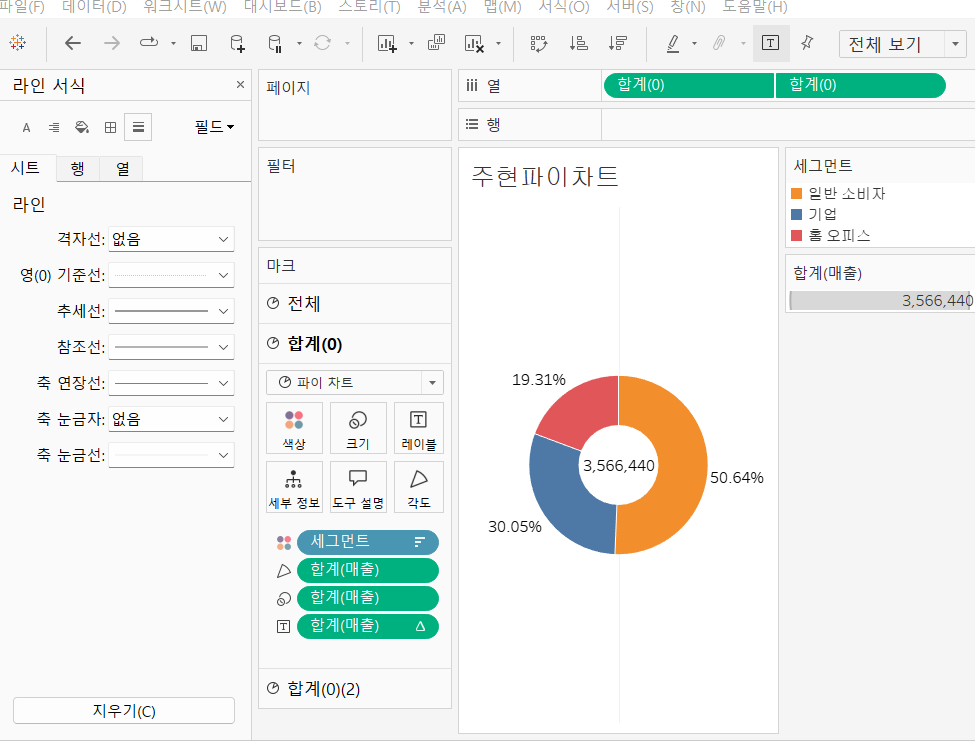 파일(F) 데이터(D) 워크시트(W) 대시보드(B) 스토리(T) 분석(A) 맵(M) 서식(O) 서버(S) 창(N) 도움말(H)
T 전체 보기
라인 서식 ×
A 필드
시트 행 열
라인
격자선: 없음
영(0) 기준선:
추세선:
참조선:
축 연장선:
축 눈금자: 없음
축 눈금선:
지우기(C)
페이지
필터
마크
전체
합계(0)
파이 차트
색상 크기 레이블
세부 정보 도구 설명 각도
세그먼트
합계(매출)
합계(매출)
합계(매출)
합계(0)(2)
열 합계(0) 합계(0)
행
주현파이차트
19.31%
3,566,440
50.64%
30.05%
세그먼트
일반 소비자
기업
홈 오피스
합계(매출)
3,566,440